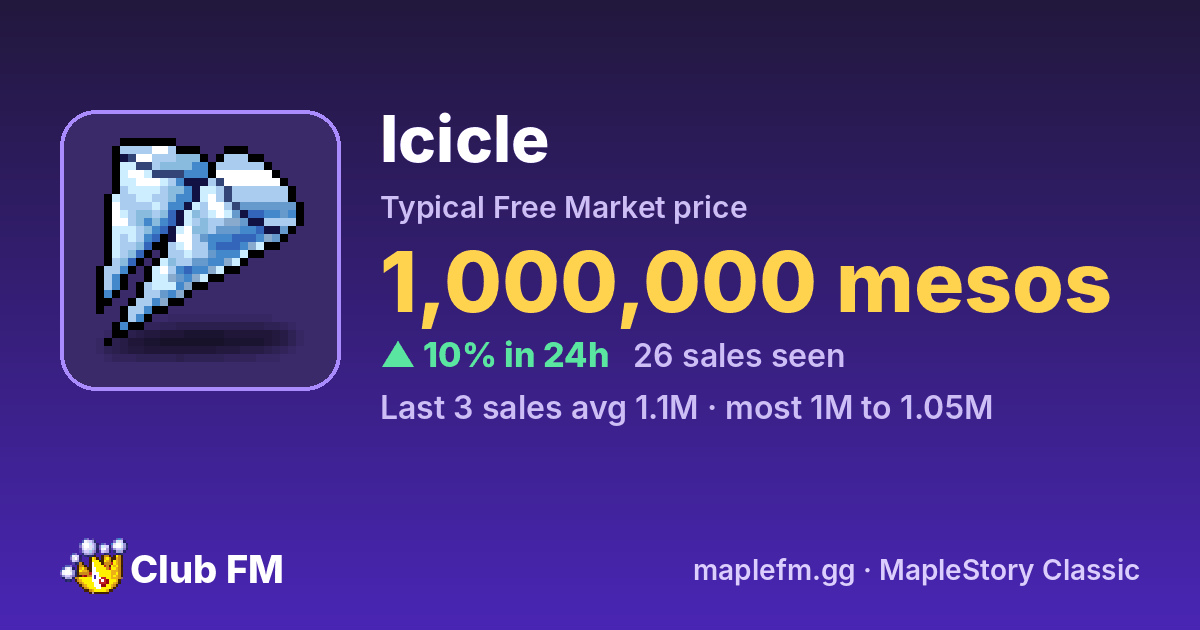 Icicle
Typical Free Market price
1,000,000 mesos
▲ 10% in 24h 26 sales seen
Last 3 sales avg 1.1M · most 1M to 1.05M
Club FM
maplefm.gg · MapleStory Classic